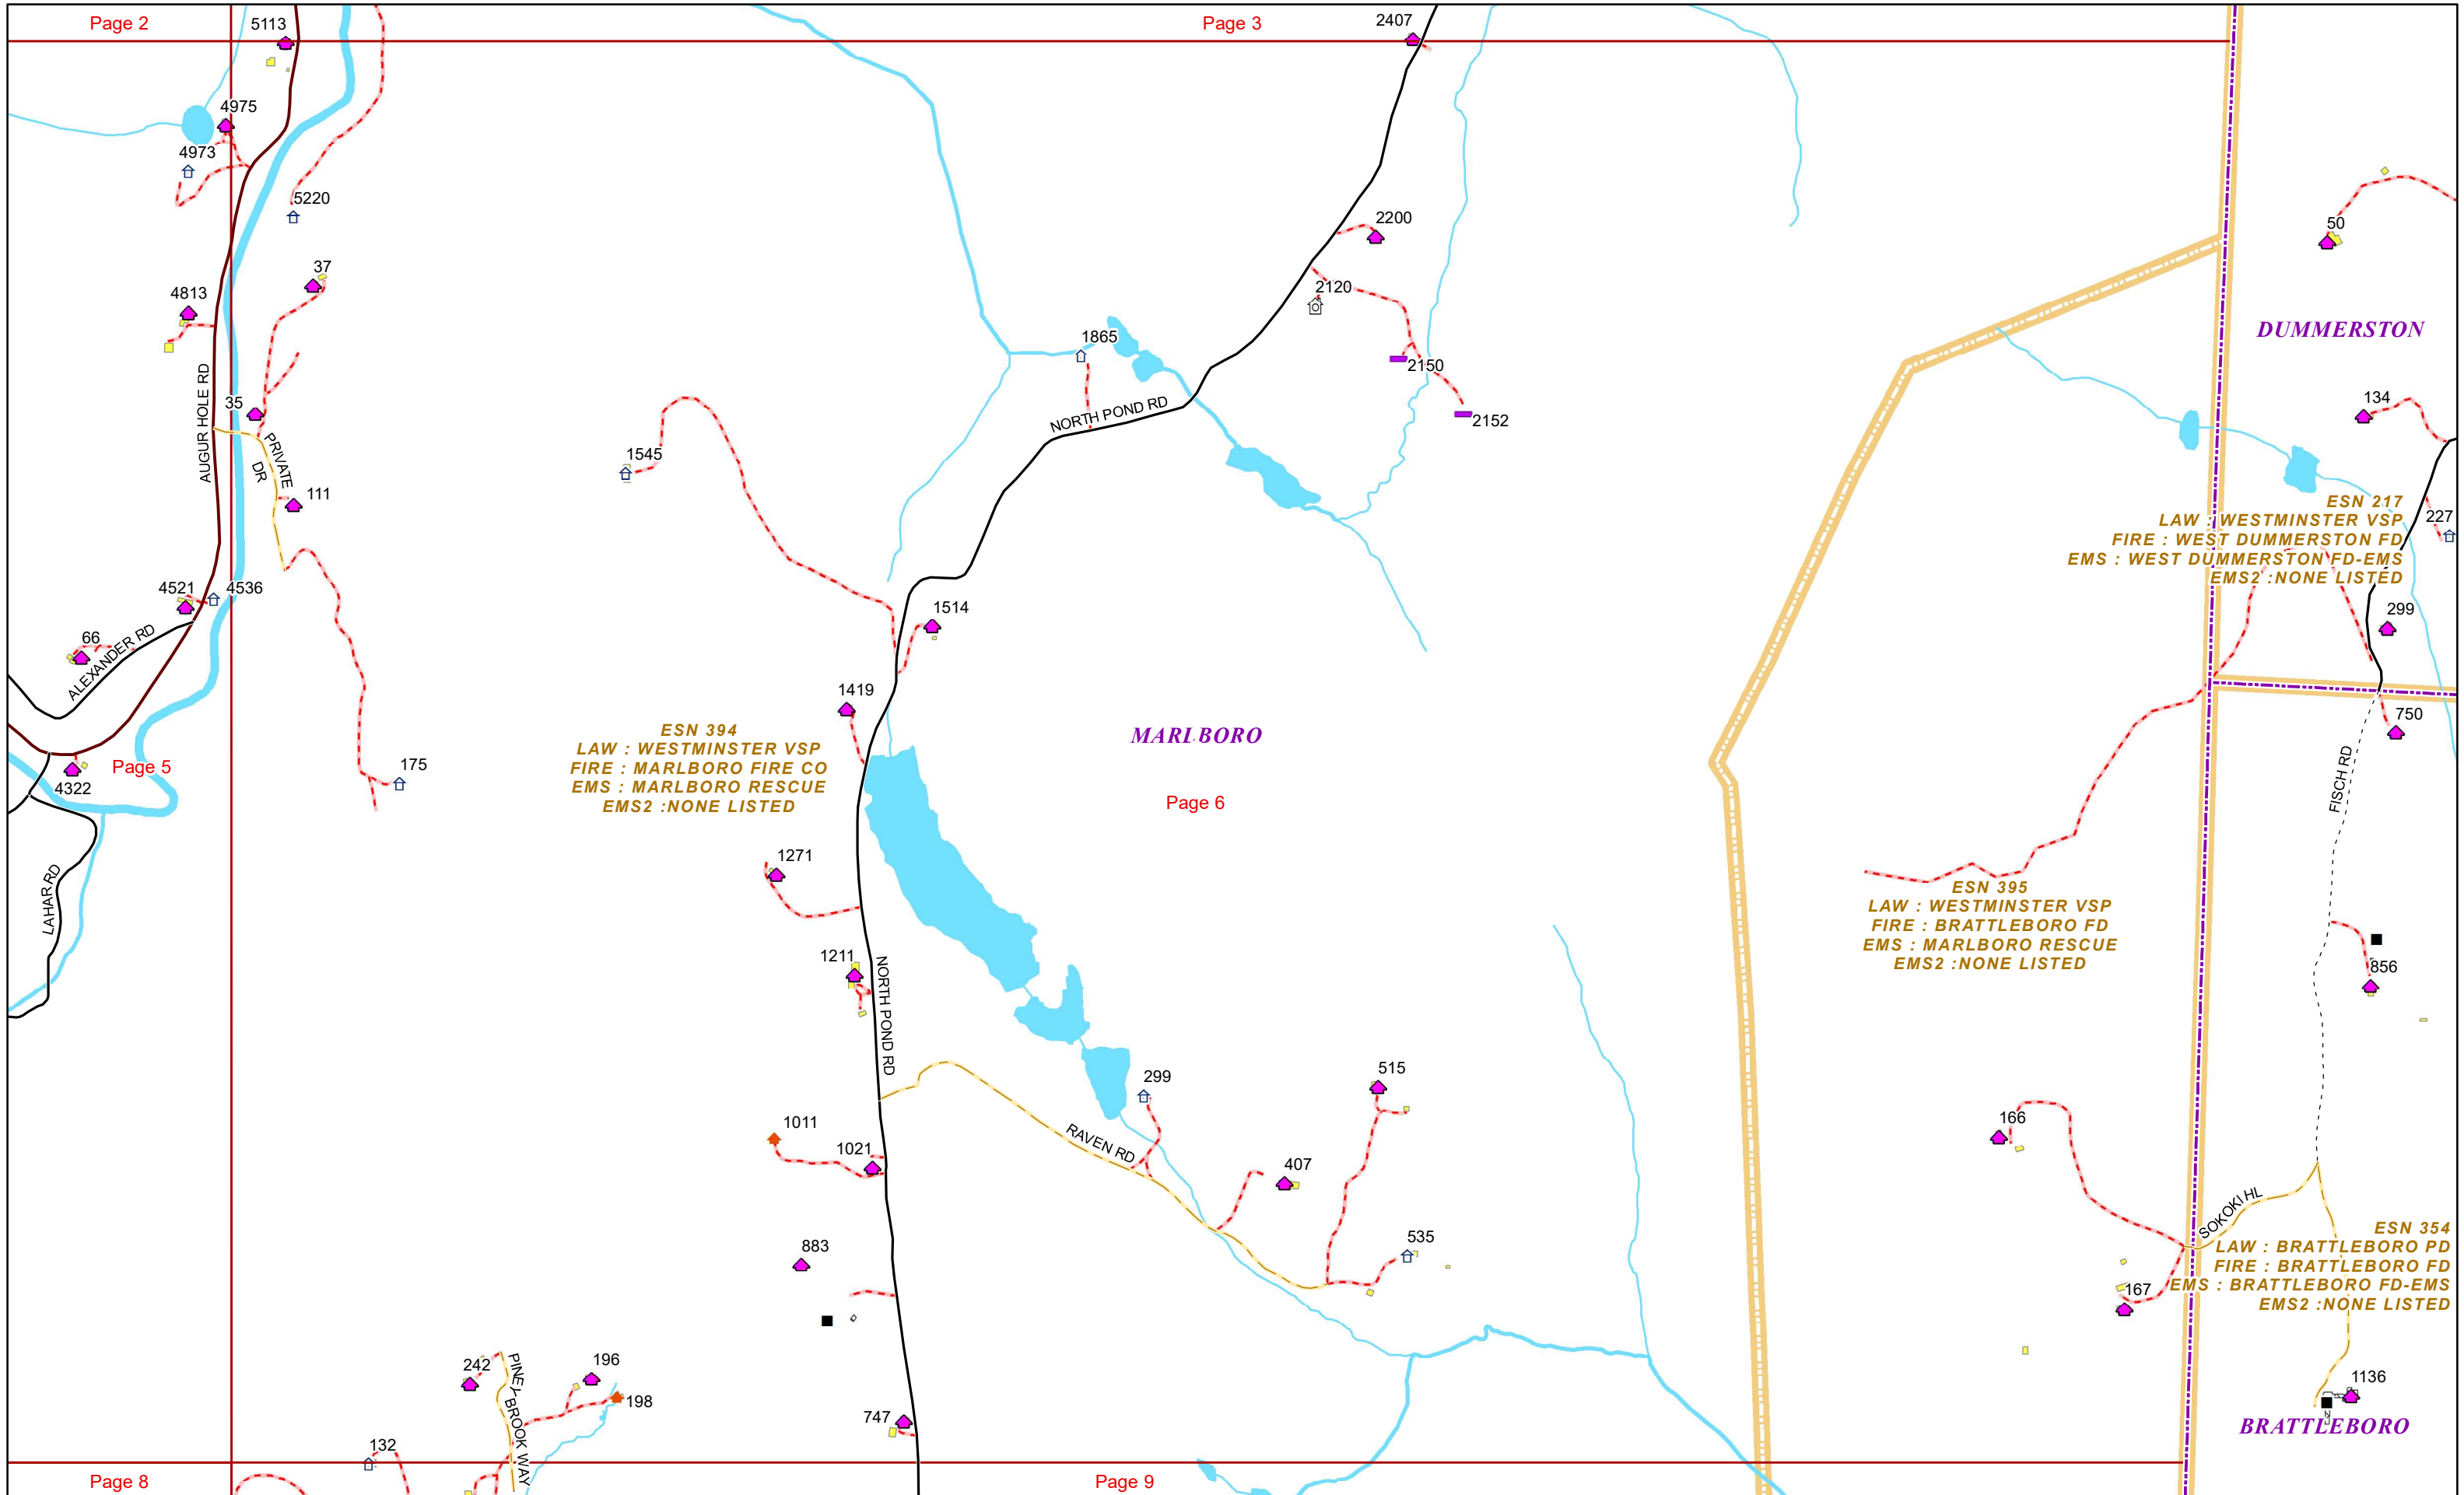 Page 2
Page 3
5113
2407
4975
4973
5220
2200
50
37
4813
2120
DUMMERSTON
1865
2150
35
NORTH POND RD
2152
134
AUGUR HOLE RD
PRIVATE
DR
1545
111
ESN 217
LAW : WESTMINSTER VSP
FIRE : WEST DUMMERSTON FD
EMS : WEST DUMMERSTON FD-EMS
EMS2 :NONE LISTED
227
4521
4536
1514
299
66
ALEXANDER RD
1419
ESN 394
LAW : WESTMINSTER VSP
FIRE : MARLBORO FIRE CO
EMS : MARLBORO RESCUE
EMS2 :NONE LISTED
MARLBORO
750
Page 5
4322
175
Page 6
FISCH RD
1271
LAHAR RD
ESN 395
LAW : WESTMINSTER VSP
FIRE : BRATTLEBORO FD
EMS : MARLBORO RESCUE
EMS2 :NONE LISTED
1211
NORTH POND RD
856
299
515
1011
1021
RAVEN RD
407
166
SOKOKI HL
883
535
ESN 354
LAW : BRATTLEBORO PD
FIRE : BRATTLEBORO FD
EMS : BRATTLEBORO FD-EMS
EMS2 :NONE LISTED
167
242
PINEY BROOK WAY
196
198
747
1136
BRATTLEBORO
132
Page 8
Page 9